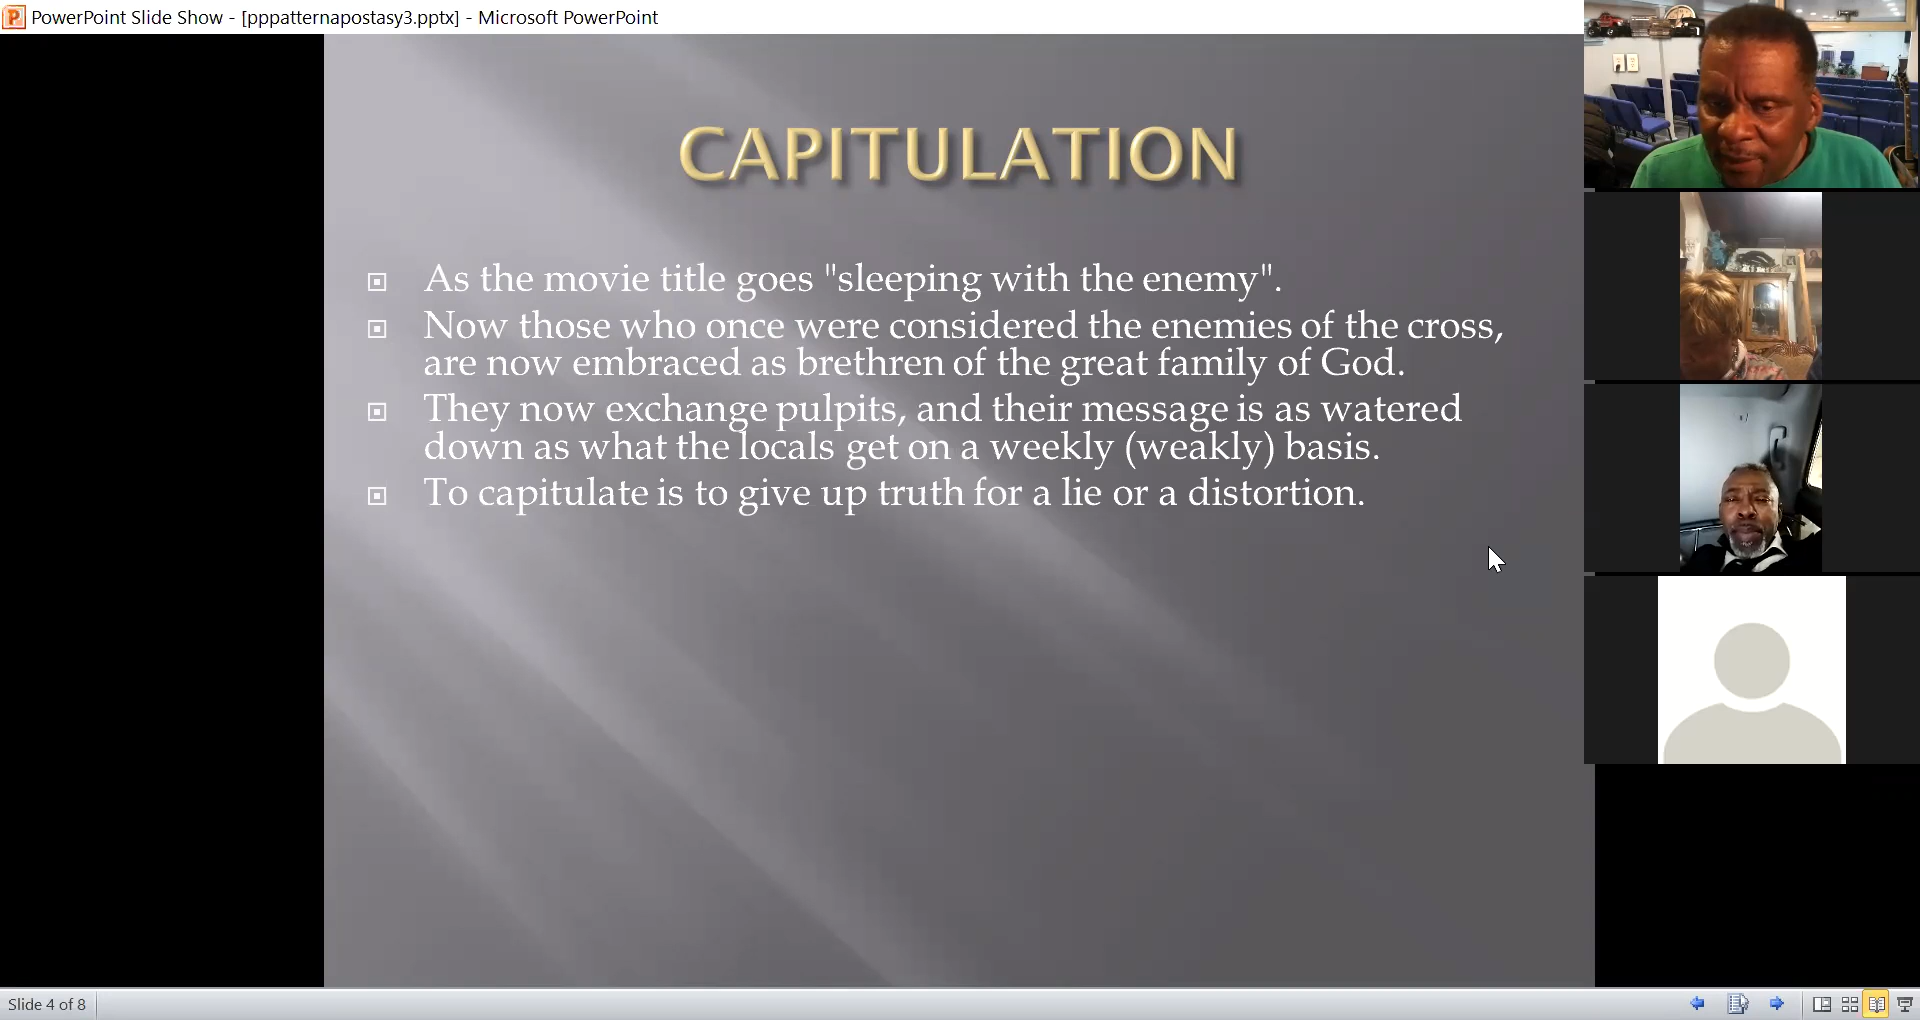 PowerPoint Slide Show - [pppatternapostasy3.pptx] - Microsoft PowerPoint
CAPITULATION
As the movie title goes "sleeping with the enemy".
Now those who once were considered the enemies of the cross,
are now embraced as brethren of the great family of God.
They now exchange pulpits, and their message is as watered
down as what the locals get on a weekly (weakly) basis.
To capitulate is to give up truth for a lie or a distortion.
Slide 4 of 8